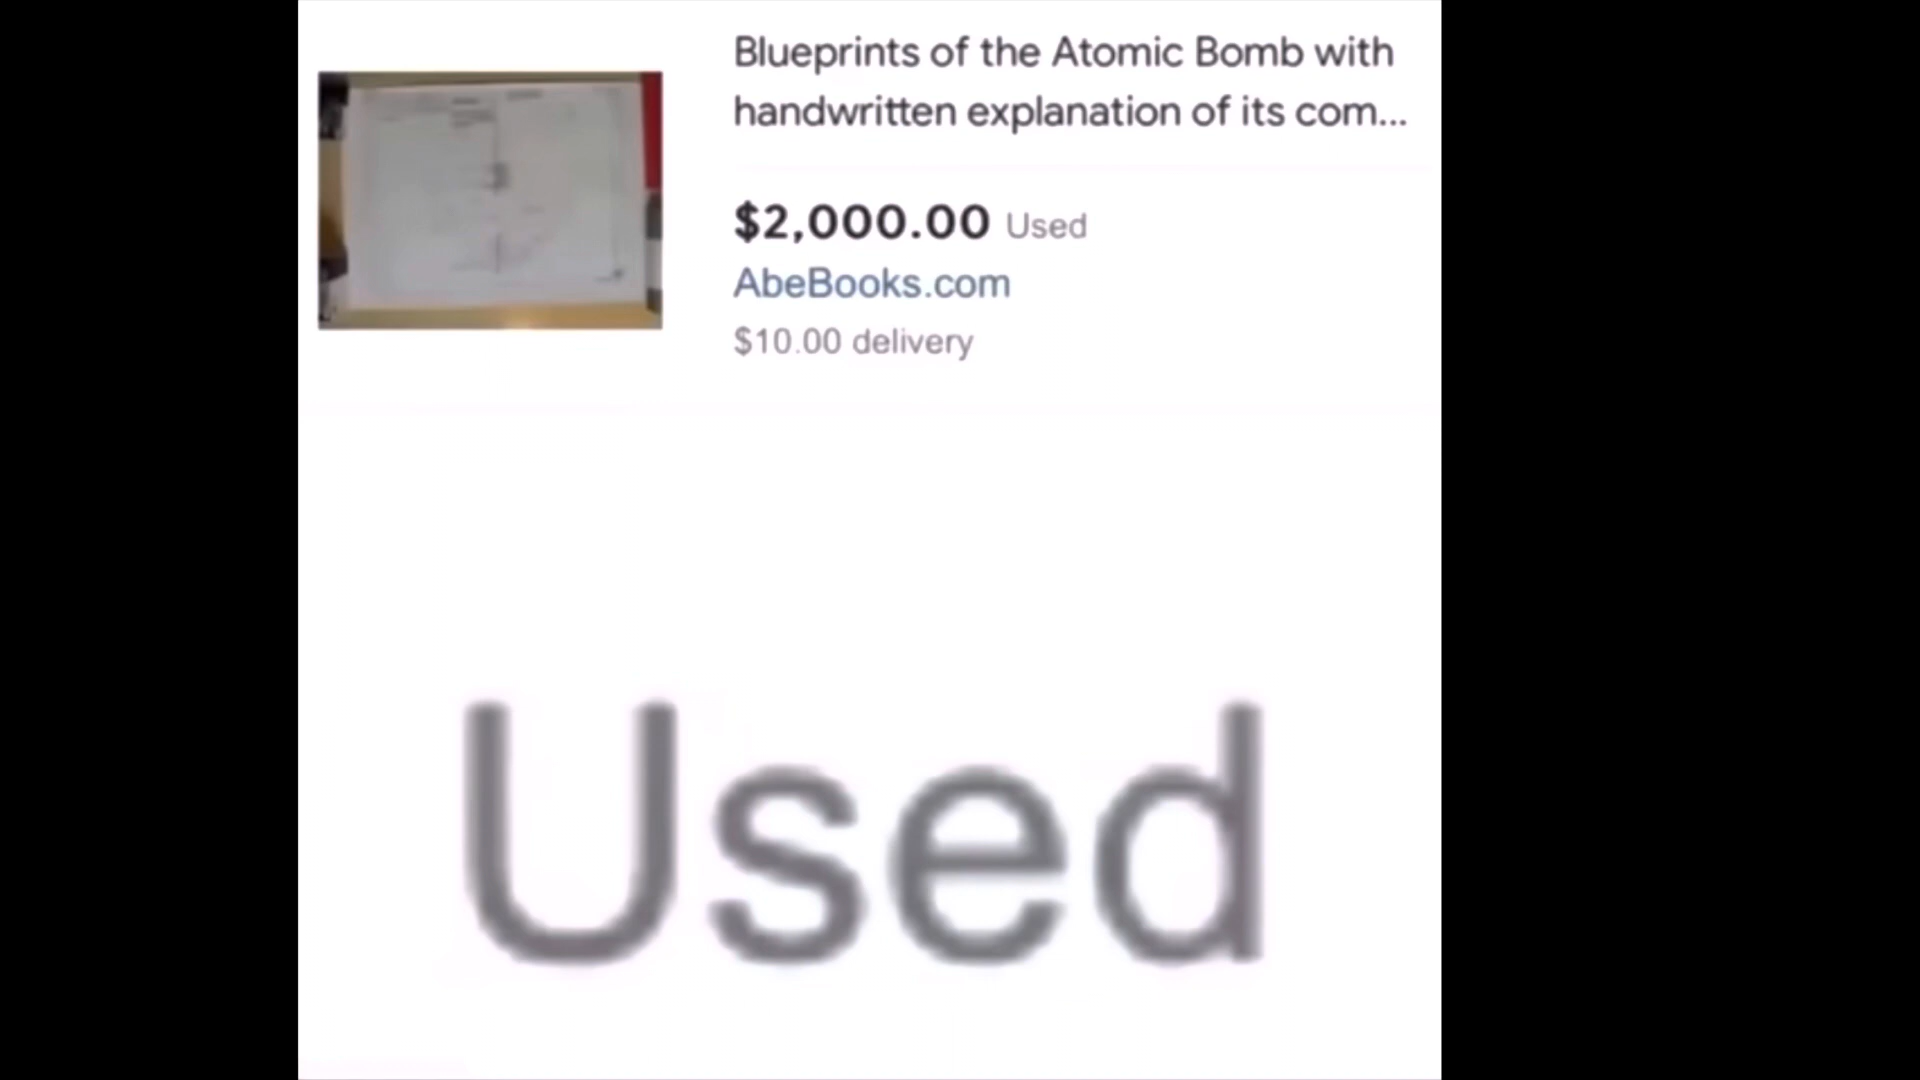 Blueprints of the Atomic Bomb with
handwritten explanation of its com...
$2,000.00 Used
AbeBooks.com
$10.00 delivery
Used